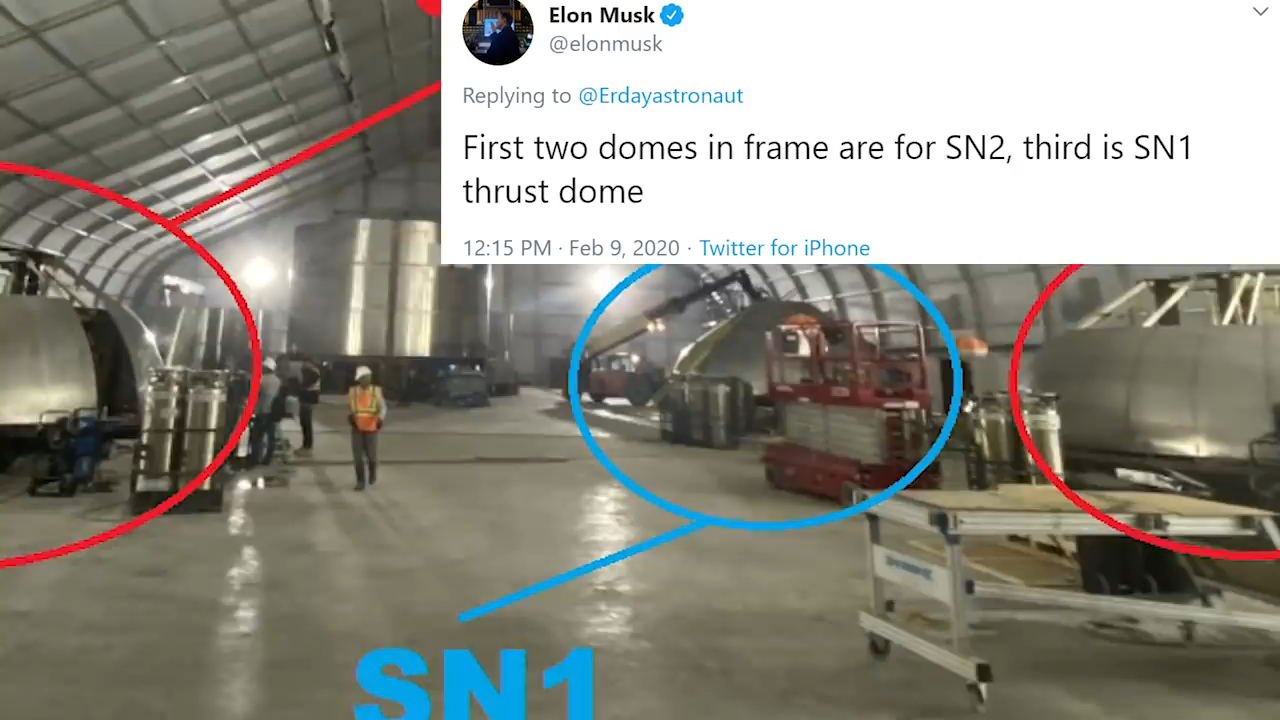 Elon Musk
@elonmusk
Replying to @Erdayastronaut
First two domes in frame are for SN2, third is SN1
thrust dome
12:15 PM · Feb 9, 2020 · Twitter for iPhone
SN1